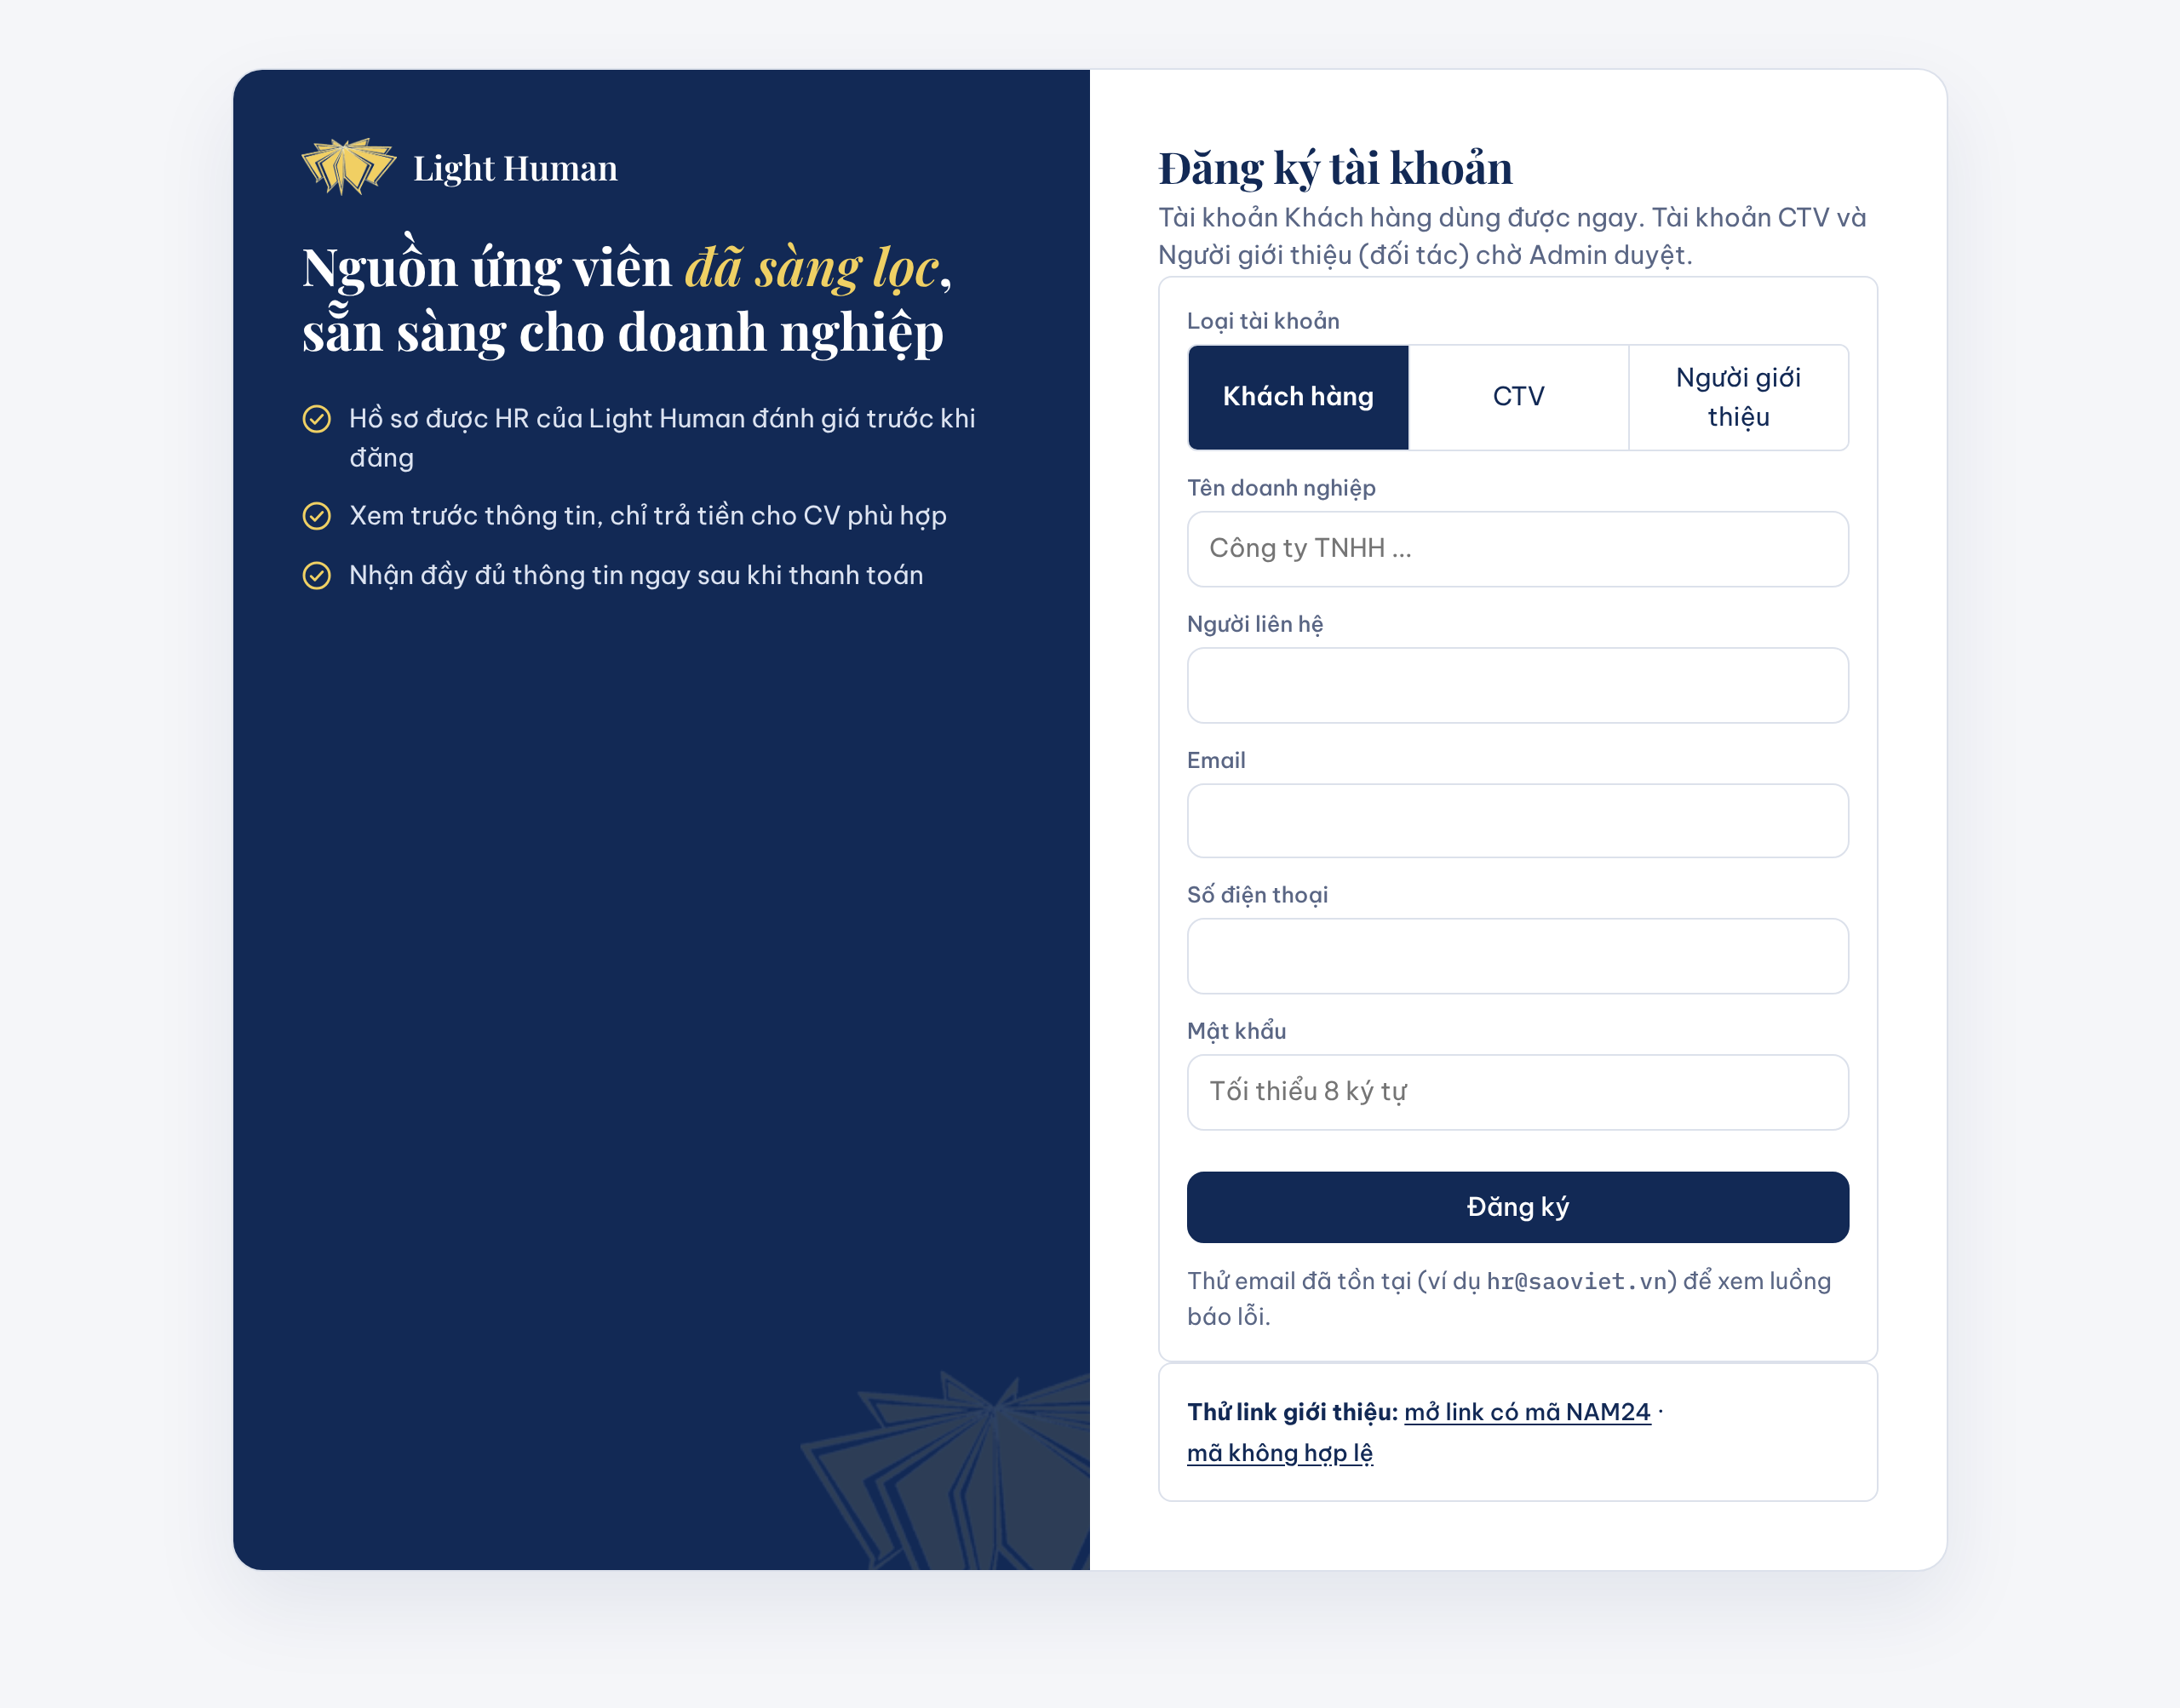 Light Human
Nguồn ứng viên đã sàng lọc,
sẵn sàng cho doanh nghiệp
Hồ sơ được HR của Light Human đánh giá trước khi
đăng
Xem trước thông tin, chỉ trả tiền cho CV phù hợp
Nhận đầy đủ thông tin ngay sau khi thanh toán
Đăng ký tài khoản
Tài khoản Khách hàng dùng được ngay. Tài khoản CTV và
Người giới thiệu (đối tác) chờ Admin duyệt.
Loại tài khoản
Khách hàng
CTV
Người giới
thiệu
Tên doanh nghiệp
Công ty TNHH ...
Người liên hệ
Email
Số điện thoại
Mật khẩu
Tối thiểu 8 ký tự
Đăng ký
Thử email đã tồn tại (ví dụ hr@saoviet.vn) để xem luồng
báo lỗi.
Thử link giới thiệu: mở link có mã NAM24 ·
mã không hợp lệ